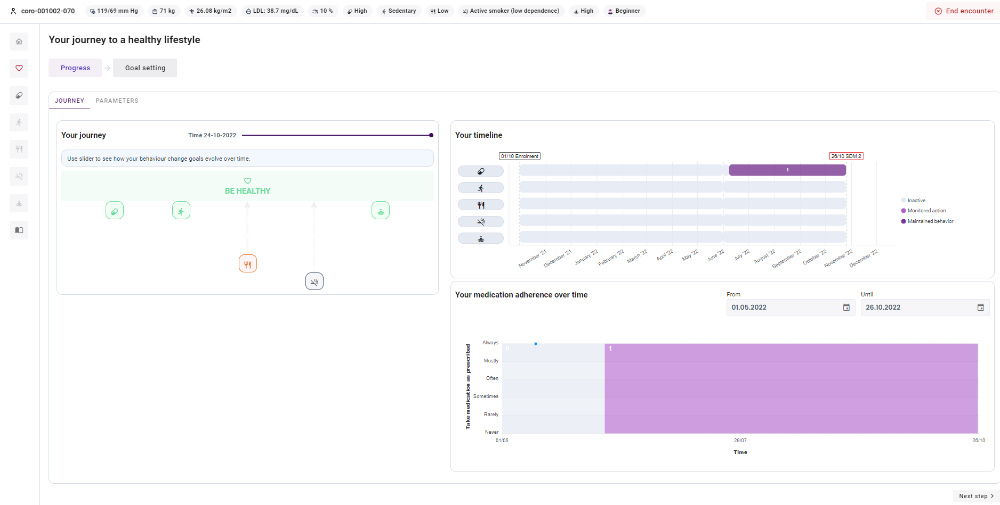 coro-001002-070
119/69 mm Hg
71 kg
26.08 kg/m2
LDL: 38.7 mg/dL
10 %
High
Sedentary
Low
Active smoker (low dependence)
High
Beginner
End encounter
Your journey to a healthy lifestyle
Progress
Goal setting
JOURNEY
PARAMETERS
Your journey
Time 24-10-2022
Use slider to see how your behaviour change goals evolve over time.
BE HEALTHY
Your timeline
01/10 Enrolment
26/10 SDM 2
1
Inactive
Monitored action
Maintained behavior
November '21
December '21
January '22
February '22
March '22
April '22
May '22
June '22
July '22
August '22
September '22
October '22
November '22
December '22
Your medication adherence over time
From
01.05.2022
Until
26.10.2022
Take medication as prescribed
Always
Mostly
Often
Sometimes
Rarely
Never
0
1
01/05
29/07
26/10
Time
Next step